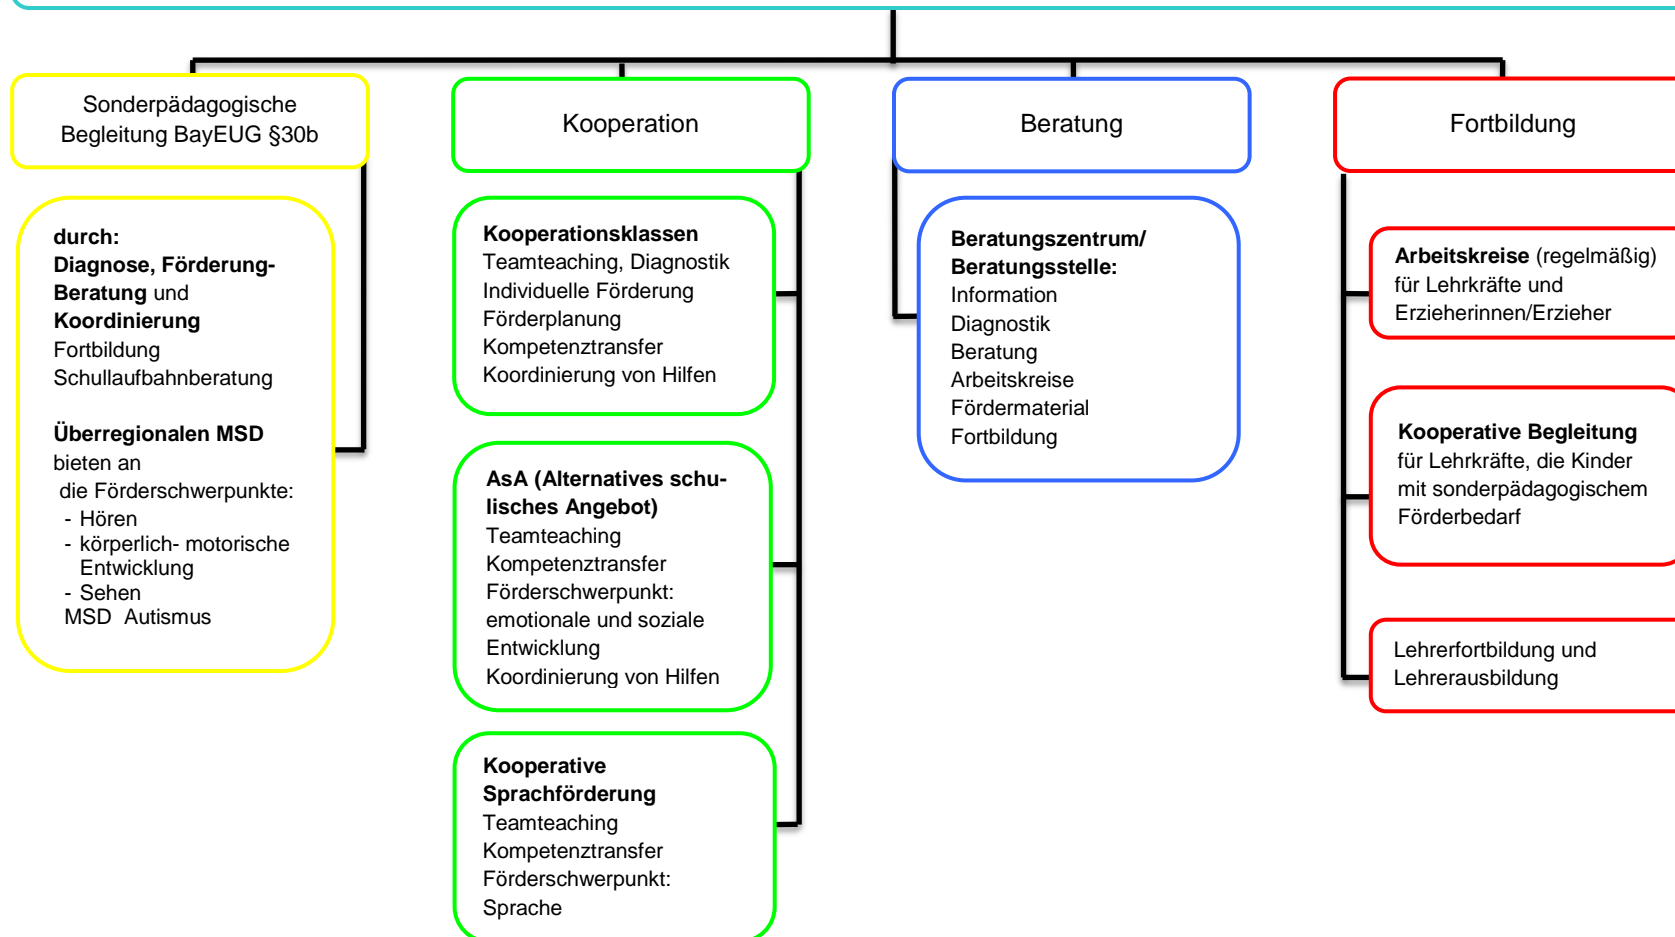 Sonderpädagogische
Begleitung BayEUG §30b
durch:
Diagnose, Förderung-
Beratung und
Koordinierung
Fortbildung
Schullaufbahnberatung
Überregionalen MSD
bieten an
die Förderschwerpunkte:
- Hören
- körperlich- motorische
Entwicklung
- Sehen
MSD Autismus
Kooperation
Kooperationsklassen
Teamteaching, Diagnostik
Individuelle Förderung
Förderplanung
Kompetenztransfer
Koordinierung von Hilfen
AsA (Alternatives schu-
lisches Angebot)
Teamteaching
Kompetenztransfer
Förderschwerpunkt:
emotionale und soziale
Entwicklung
Koordinierung von Hilfen
Kooperative
Sprachförderung
Teamteaching
Kompetenztransfer
Förderschwerpunkt:
Sprache
Beratung
Beratungszentrum/
Beratungsstelle:
Information
Diagnostik
Beratung
Arbeitskreise
Fördermaterial
Fortbildung
Fortbildung
Arbeitskreise (regelmäßig)
für Lehrkräfte und
Erzieherinnen/Erzieher
Kooperative Begleitung
für Lehrkräfte, die Kinder
mit sonderpädagogischem
Förderbedarf
Lehrerfortbildung und
Lehrerausbildung